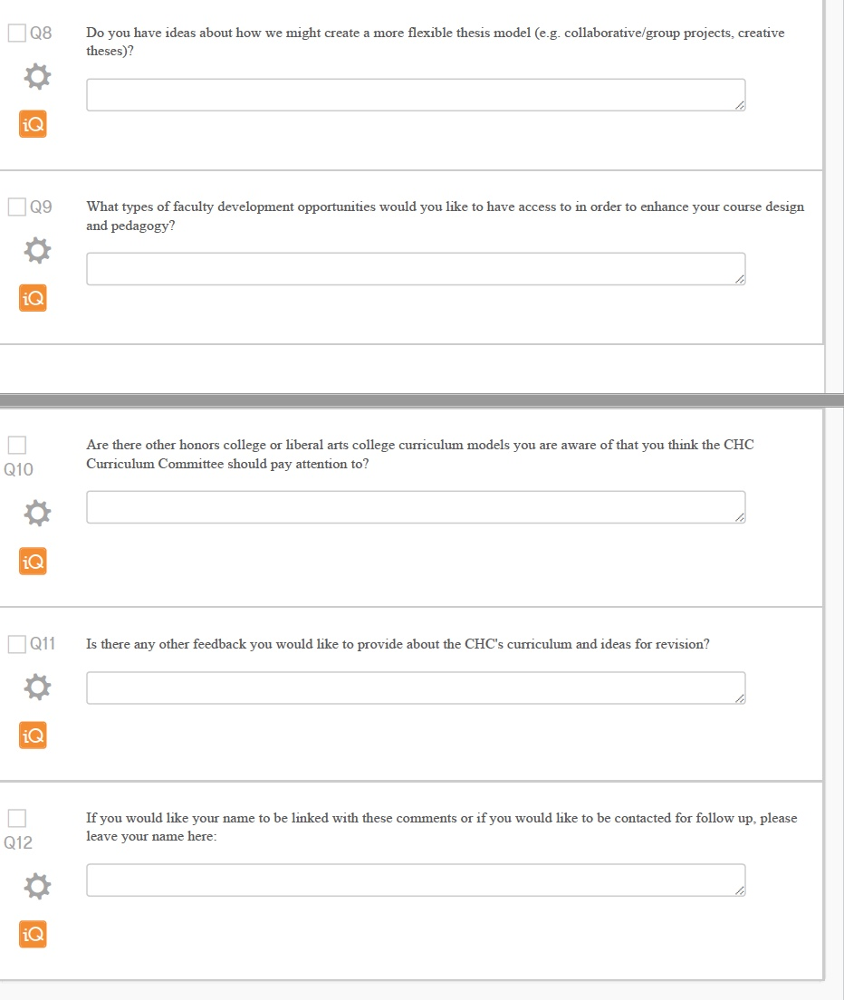 Q8
Do you have ideas about how we might create a more flexible thesis model (e.g. collaborative/group projects, creative
theses)?
iQ
Q9
What types of faculty development opportunities would you like to have access to in order to enhance your course design
and pedagogy?
iQ
Are there other honors college or liberal arts college curriculum models you are aware of that you think the CHC
Q10
Curriculum Committee should pay attention to?
iQ
Q11
Is there any other feedback you would like to provide about the CHC's curriculum and ideas for revision?
iQ
If you would like your name to be linked with these comments or if you would like to be contacted for follow up, please
Q12
leave your name here:
iQ